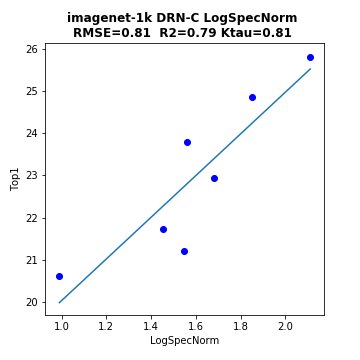 imagenet-1k DRN-C LogSpecNorm
RMSE=0.81 R2=0.79 Ktau=0.81
26
25
24
23
22
21
20
Top1
1.0 1.2 1.4 1.6 1.8 2.0
LogSpecNorm